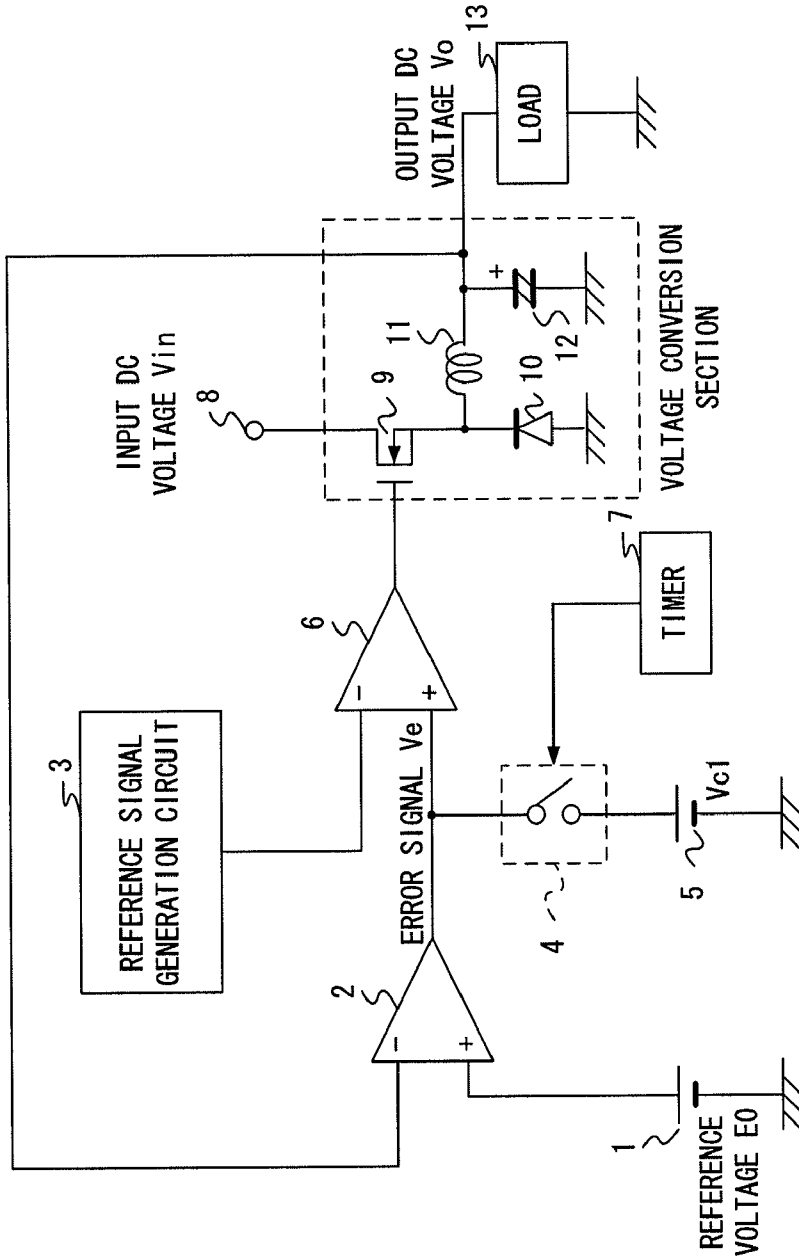 3
REFERENCE SIGNAL
GENERATION CIRCUIT
INPUT DC
VOLTAGE Vin
8
OUTPUT DC
VOLTAGE Vo
13
LOAD
6
-
+
9
11
10
+
12
VOLTAGE CONVERSION
SECTION
2
-
+
ERROR SIGNAL Ve
4
5
Vc1
7
TIMER
1
REFERENCE
VOLTAGE E0